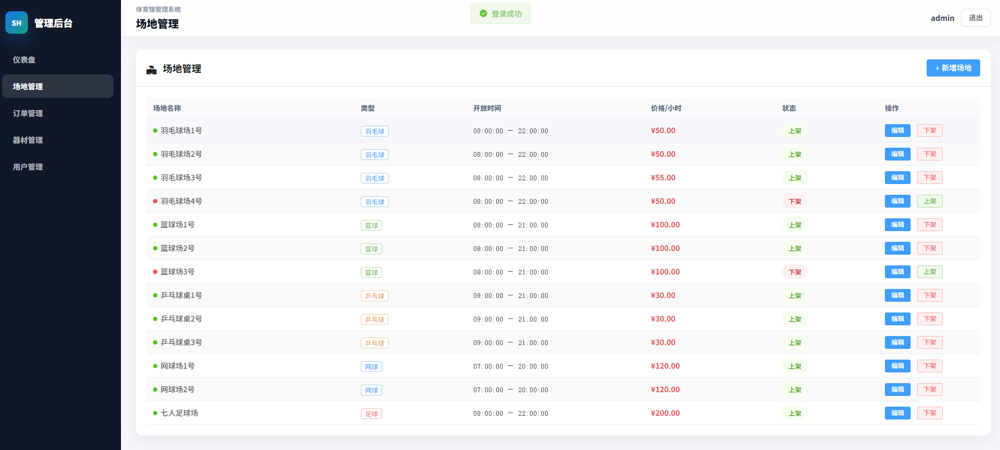 SH 管理后台
仪表盘
场地管理
订单管理
器材管理
用户管理
体育馆管理系统
场地管理
登录成功
admin 退出
场地管理 + 新增场地
场地名称 类型 开放时间 价格/小时 状态 操作
羽毛球场1号 羽毛球 08:00:00 — 22:00:00 ¥50.00 上架 编辑 下架
羽毛球场2号 羽毛球 08:00:00 — 22:00:00 ¥50.00 上架 编辑 下架
羽毛球场3号 羽毛球 08:00:00 — 22:00:00 ¥55.00 上架 编辑 下架
羽毛球场4号 羽毛球 08:00:00 — 22:00:00 ¥50.00 下架 编辑 上架
篮球场1号 篮球 08:00:00 — 21:00:00 ¥100.00 上架 编辑 下架
篮球场2号 篮球 08:00:00 — 21:00:00 ¥100.00 上架 编辑 下架
篮球场3号 篮球 08:00:00 — 21:00:00 ¥100.00 下架 编辑 上架
乒乓球桌1号 乒乓球 09:00:00 — 21:00:00 ¥30.00 上架 编辑 下架
乒乓球桌2号 乒乓球 09:00:00 — 21:00:00 ¥30.00 上架 编辑 下架
乒乓球桌3号 乒乓球 09:00:00 — 21:00:00 ¥30.00 上架 编辑 下架
网球场1号 网球 07:00:00 — 20:00:00 ¥120.00 上架 编辑 下架
网球场2号 网球 07:00:00 — 20:00:00 ¥120.00 上架 编辑 下架
七人足球场 足球 08:00:00 — 22:00:00 ¥200.00 上架 编辑 下架